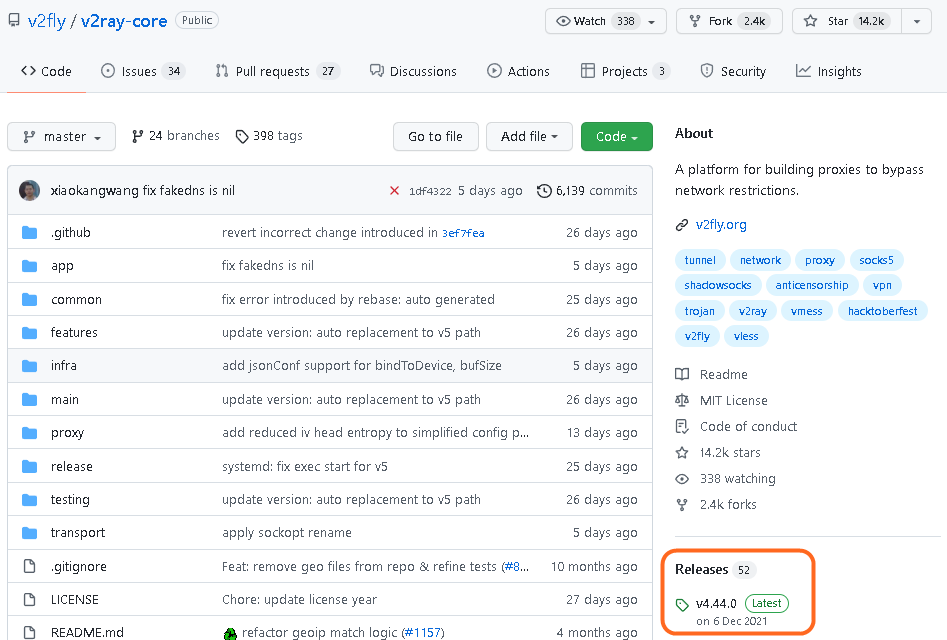 v2fly / v2ray-core Public Watch 338 Fork 2.4k Star 14.2k
Code Issues 34 Pull requests 27 Discussions Actions Projects 3 Security Insights
master 24 branches 398 tags Go to file Add file Code
xiaokangwang fix fakedns is nil 1df4322 5 days ago 6,139 commits
.github revert incorrect change introduced in 3ef7fea 26 days ago
app fix fakedns is nil 5 days ago
common fix error introduced by rebase: auto generated 25 days ago
features update version: auto replacement to v5 path 26 days ago
infra add jsonConf support for bindToDevice, bufSize 5 days ago
main update version: auto replacement to v5 path 26 days ago
proxy add reduced iv head entropy to simplified config p... 13 days ago
release systemd: fix exec start for v5 25 days ago
testing update version: auto replacement to v5 path 26 days ago
transport apply sockopt rename 5 days ago
.gitignore Feat: remove geo files from repo & refine tests (#8... 10 months ago
LICENSE Chore: update license year 27 days ago
README.md refactor geoip match logic (#1157) 4 months ago
About
A platform for building proxies to bypass
network restrictions.
v2fly.org
tunnel network proxy socks5
shadowsocks anticensorship vpn
trojan v2ray vmess hacktoberfest
v2fly vless
Readme
MIT License
Code of conduct
14.2k stars
338 watching
2.4k forks
Releases 52
v4.44.0 Latest
on 6 Dec 2021